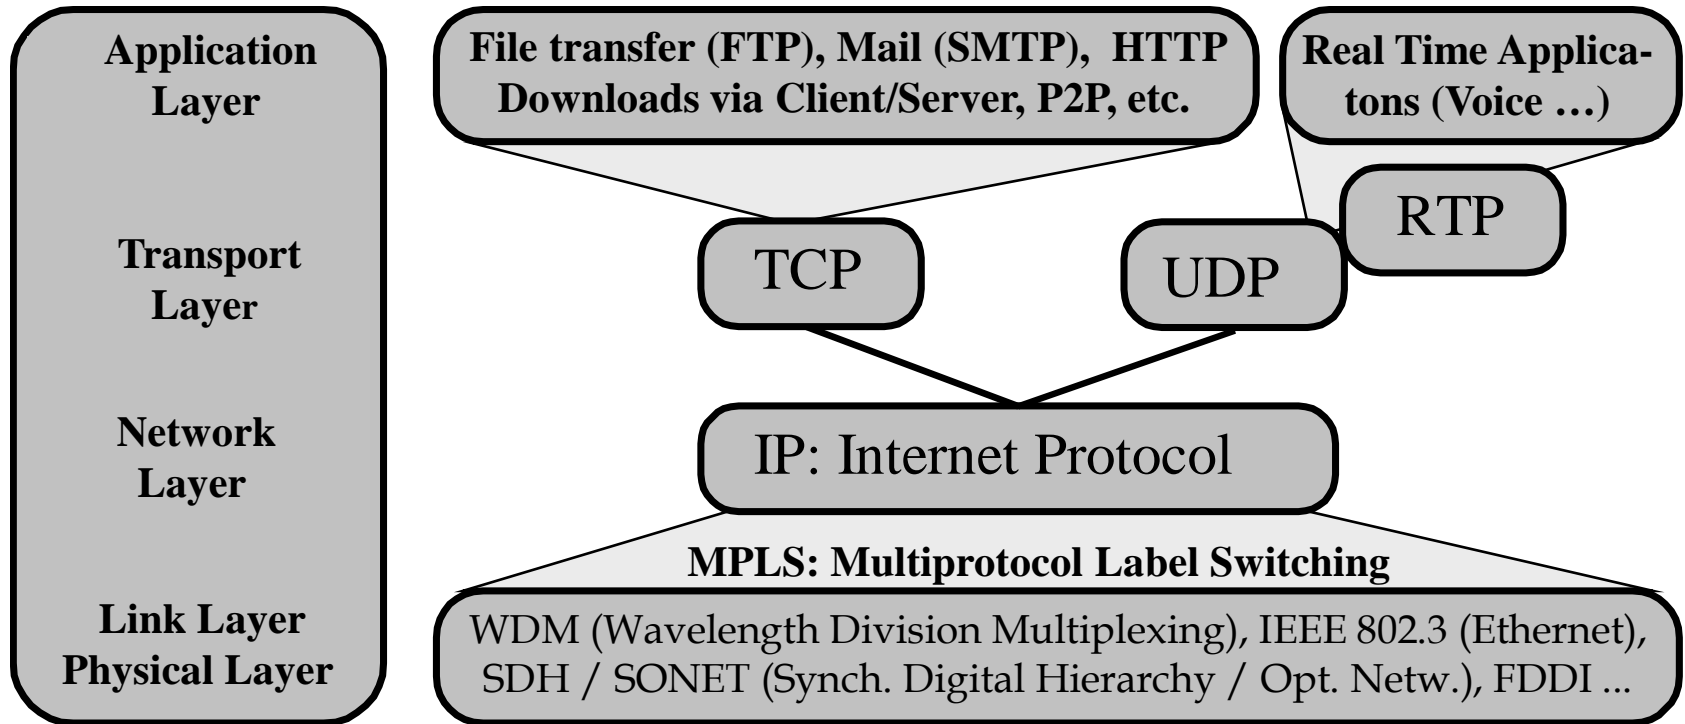 Application
Layer
File transfer (FTP), Mail (SMTP), HTTP
Downloads via Client/Server, P2P, etc.
Real Time Applica-
tons (Voice …)
Transport
Layer
TCP
UDP
RTP
Network
Layer
IP: Internet Protocol
MPLS: Multiprotocol Label Switching
Link Layer
Physical Layer
WDM (Wavelength Division Multiplexing), IEEE 802.3 (Ethernet),
SDH / SONET (Synch. Digital Hierarchy / Opt. Netw.), FDDI ...